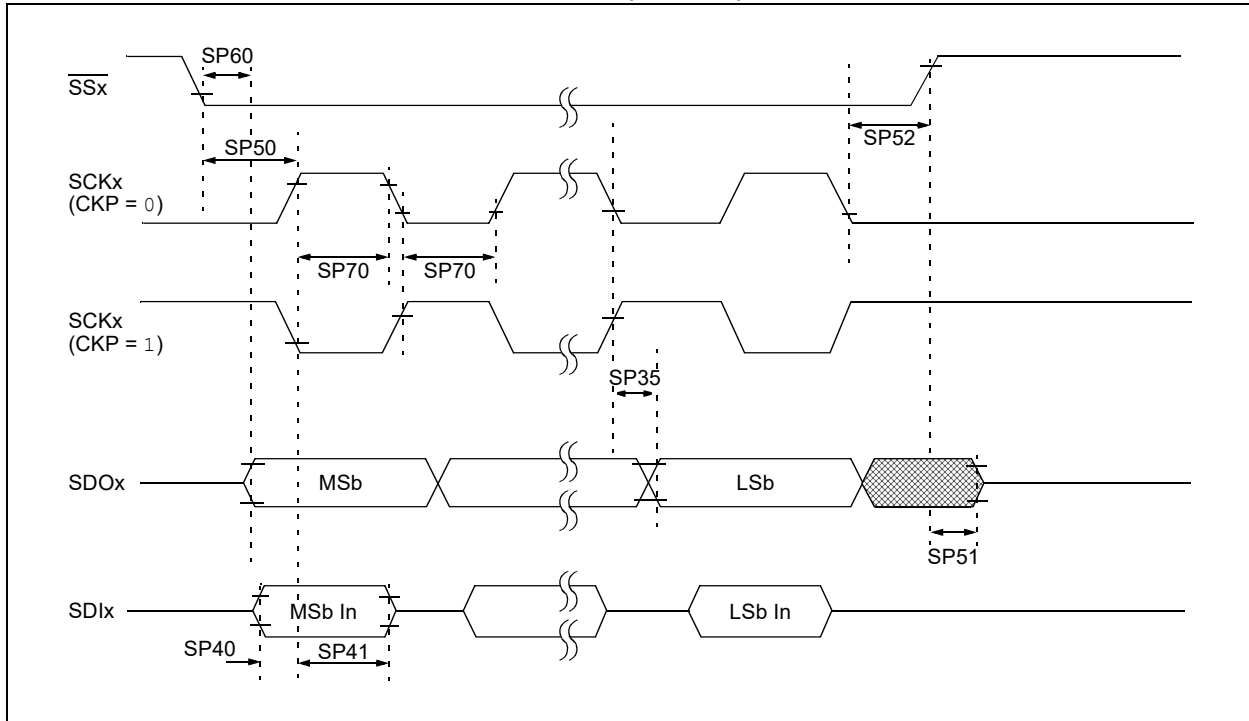 SP60
SSx
SP52
SP50
SCKx
(CKP = 0)
SP70
SP70
SCKx
(CKP = 1)
SP35
SDOx
MSb
LSb
SP51
SDIx
MSb In
LSb In
SP40
SP41